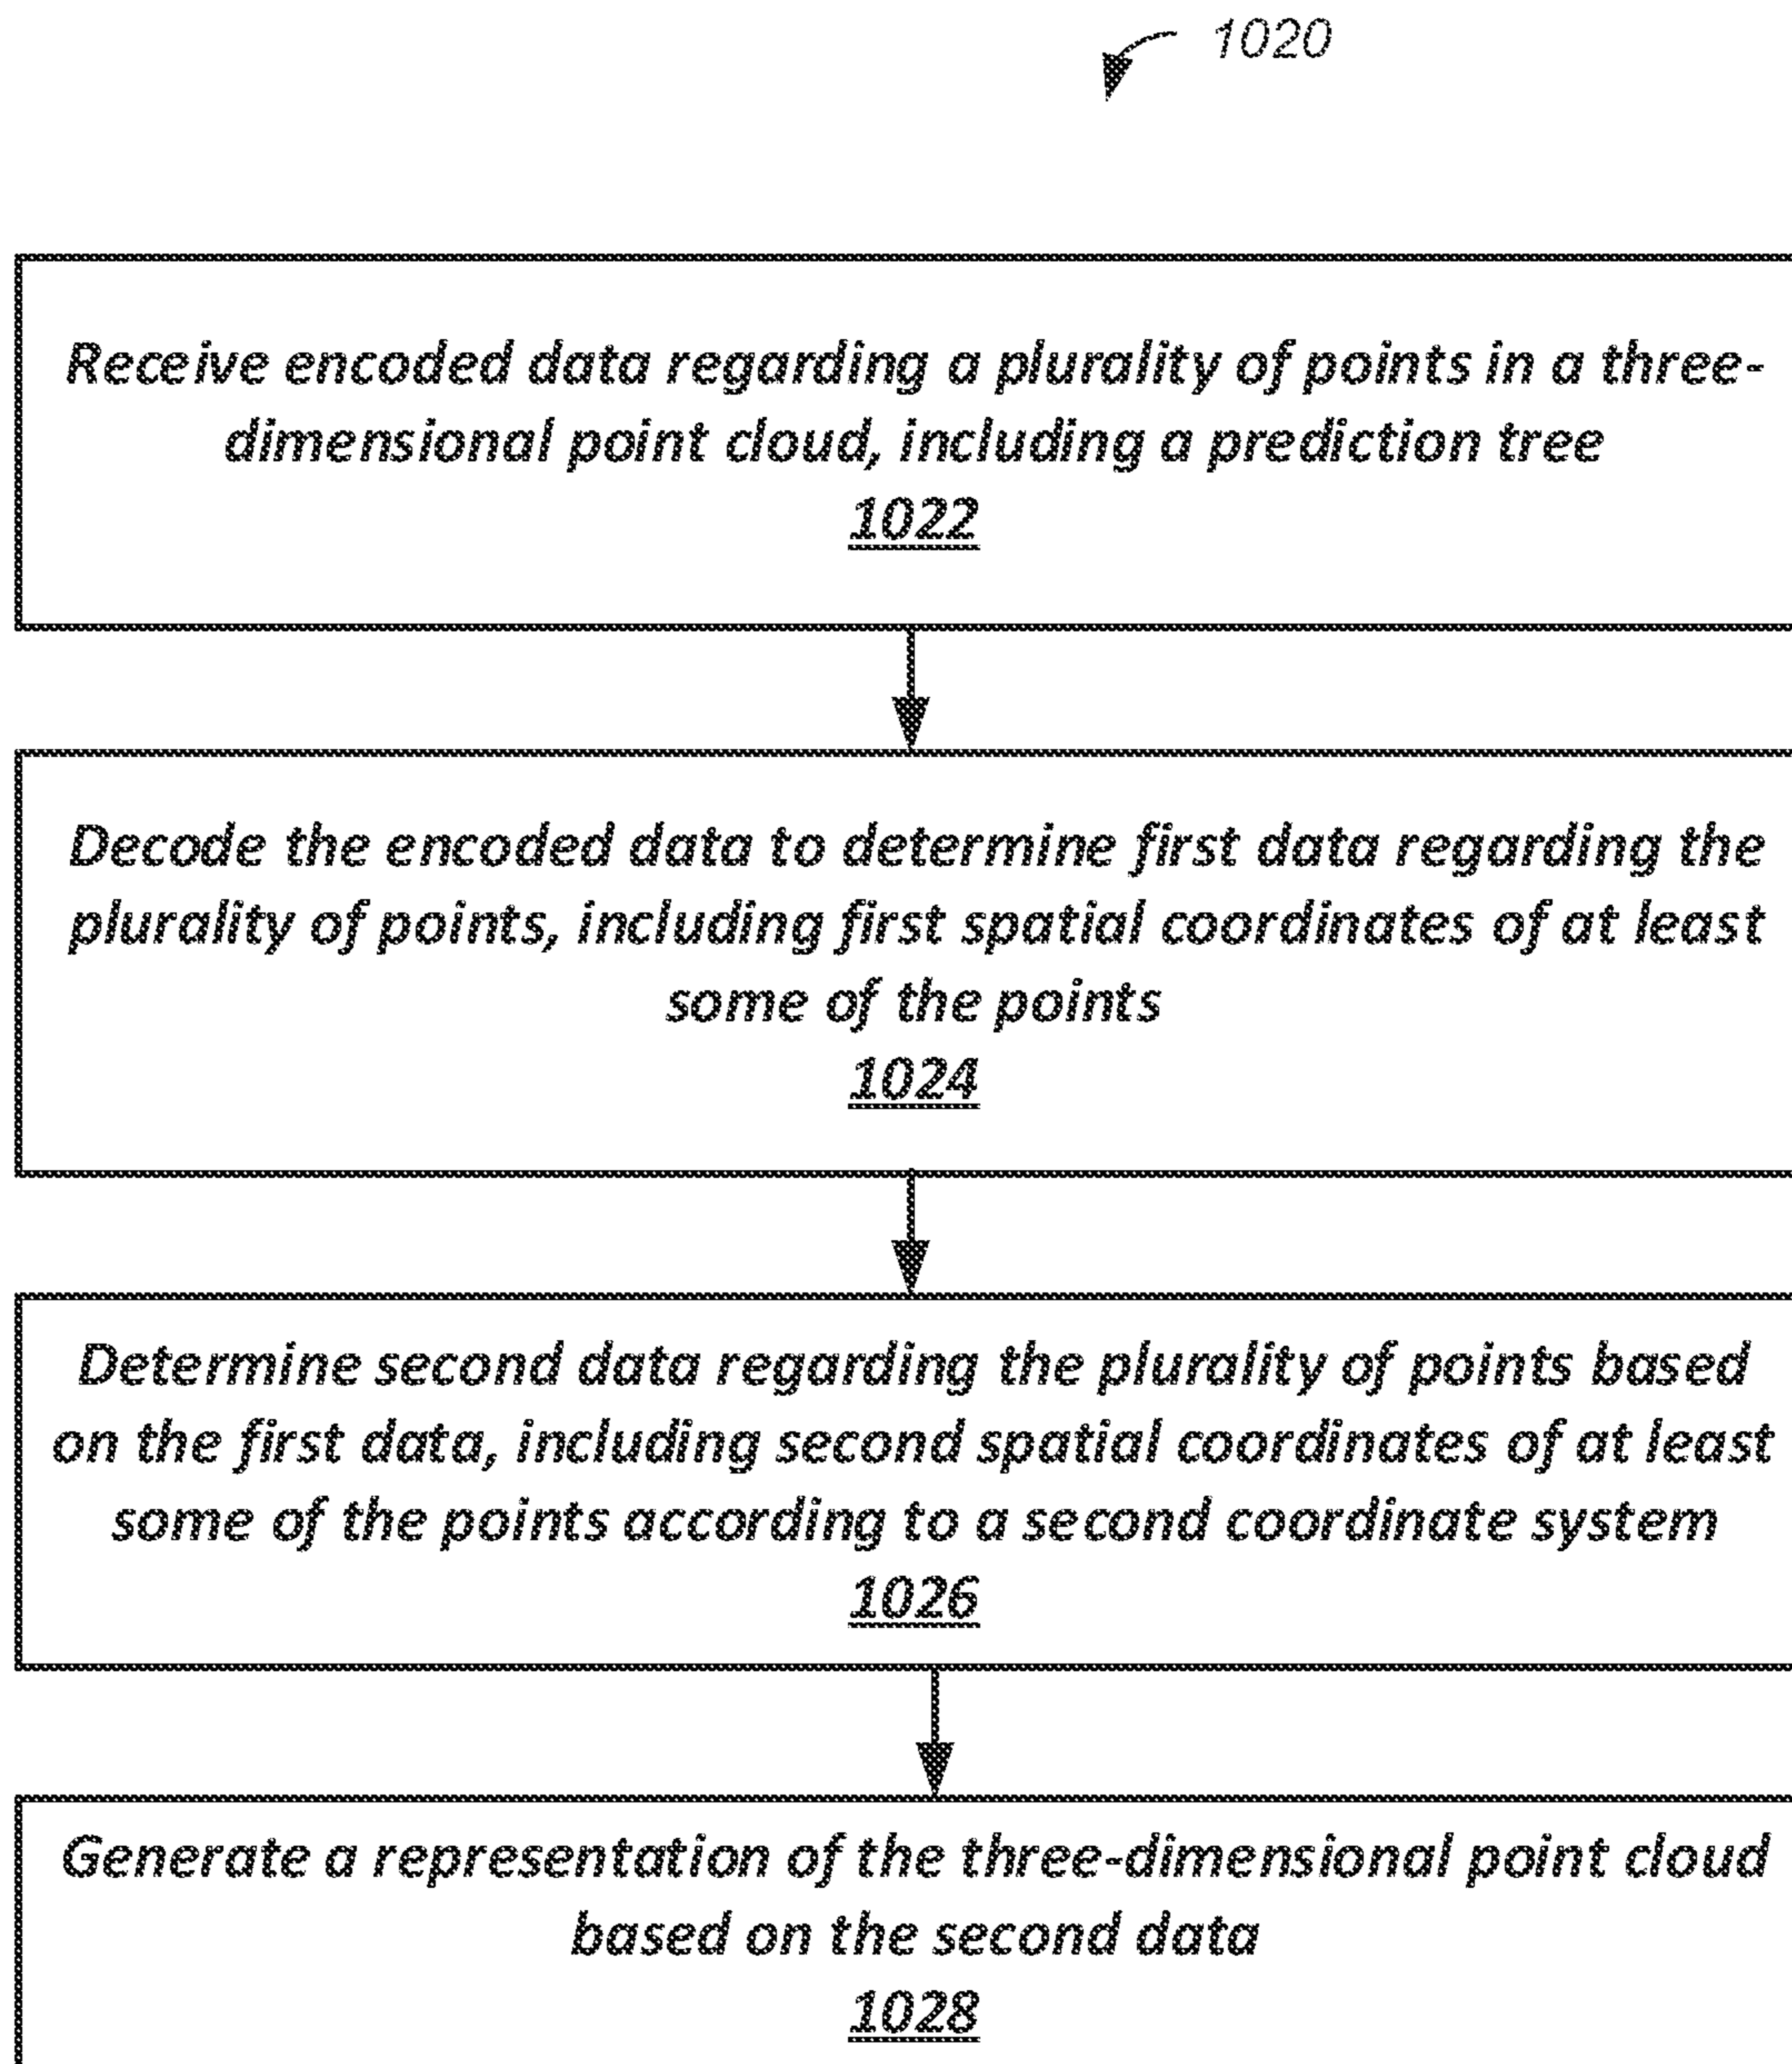 1020
Receive encoded data regarding a plurality of points in a three-
dimensional point cloud, including a prediction tree
1022
Decode the encoded data to determine first data regarding the
plurality of points, including first spatial coordinates of at least
some of the points
1024
Determine second data regarding the plurality of points based
on the first data, including second spatial coordinates of at least
some of the points according to a second coordinate system
1026
Generate a representation of the three-dimensional point cloud
based on the second data
1028